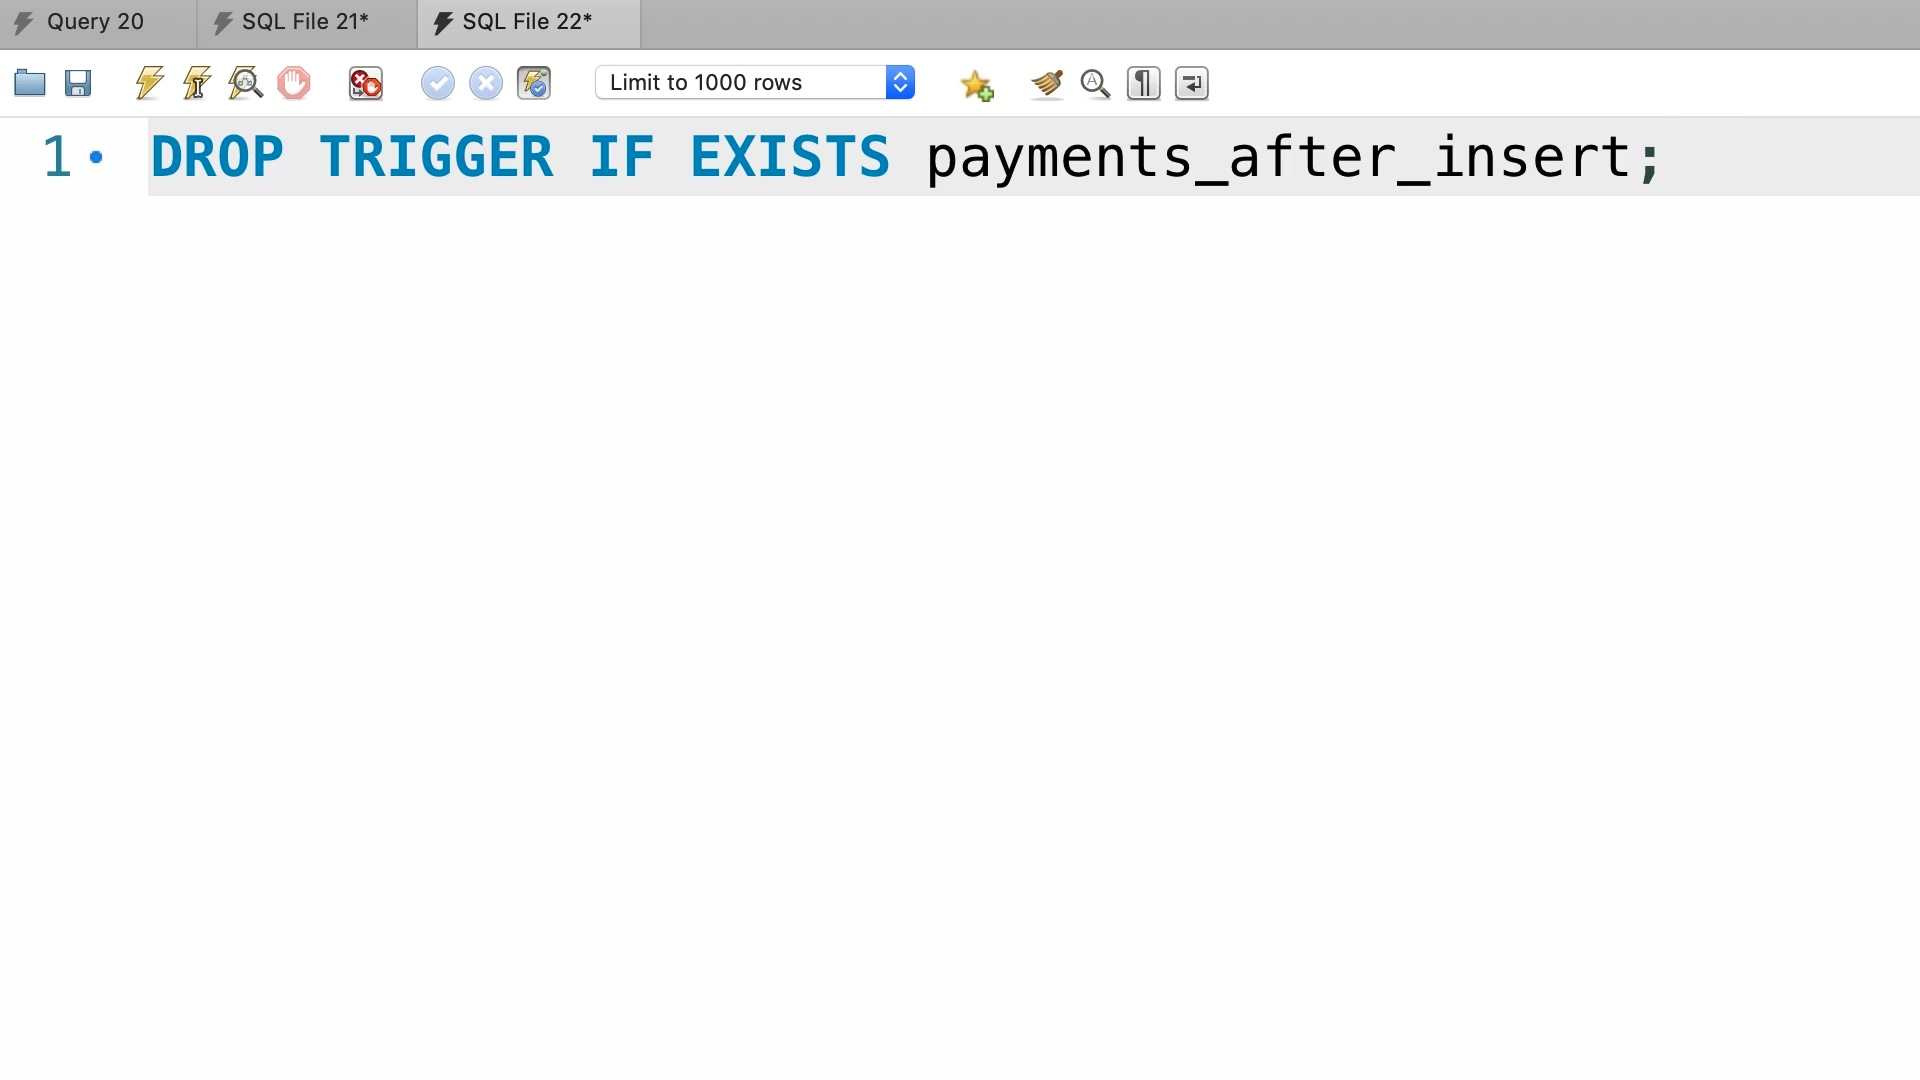 Query 20
SQL File 21*
SQL File 22*
Limit to 1000 rows
1
DROP TRIGGER IF EXISTS payments_after_insert;